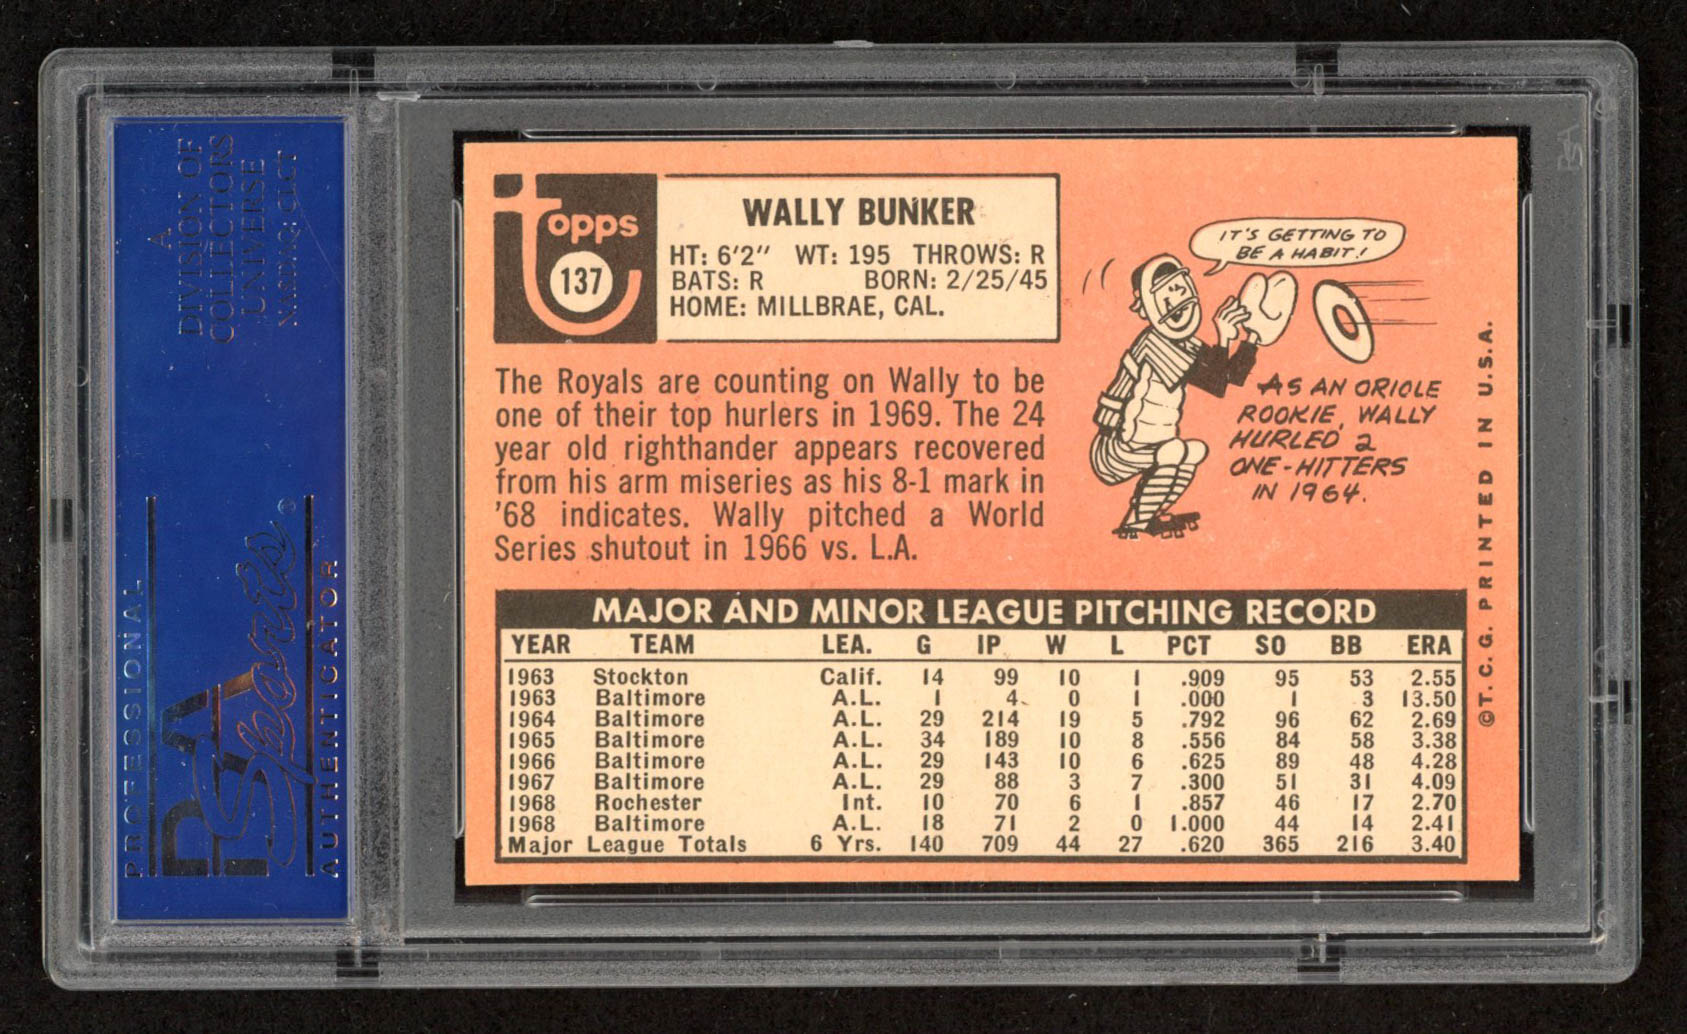 A
DIVISION OF
COLLECTORS
UNIVERSE
NASDAQ: CLCT
PROFESSIONAL
PSA
Sports®
AUTHENTICATOR
topps
137
WALLY BUNKER
HT: 6'2" WT: 195 THROWS: R
BATS: R BORN: 2/25/45
HOME: MILLBRAE, CAL.
The Royals are counting on Wally to be
one of their top hurlers in 1969. The 24
year old righthander appears recovered
from his arm miseries as his 8-1 mark in
'68 indicates. Wally pitched a World
Series shutout in 1966 vs. L.A.
IT'S GETTING TO
BE A HABIT!
AS AN ORIOLE
ROOKIE, WALLY
HURLED 2
ONE-HITTERS
IN 1964.
MAJOR AND MINOR LEAGUE PITCHING RECORD
YEAR TEAM LEA. G IP W L PCT SO BB ERA
1963 Stockton Calif. 14 99 10 1 .909 95 53 2.55
1963 Baltimore A.L. 1 4 0 1 .000 1 3 13.50
1964 Baltimore A.L. 29 214 19 5 .792 96 62 2.69
1965 Baltimore A.L. 34 189 10 8 .556 84 58 3.38
1966 Baltimore A.L. 29 143 10 6 .625 89 48 4.28
1967 Baltimore A.L. 29 88 3 7 .300 51 31 4.09
1968 Rochester Int. 10 70 6 1 .857 46 17 2.70
1968 Baltimore A.L. 18 71 2 0 1.000 44 14 2.41
Major League Totals 6 Yrs. 140 709 44 27 .620 365 216 3.40
©T.C.G. PRINTED IN U.S.A.
PSA